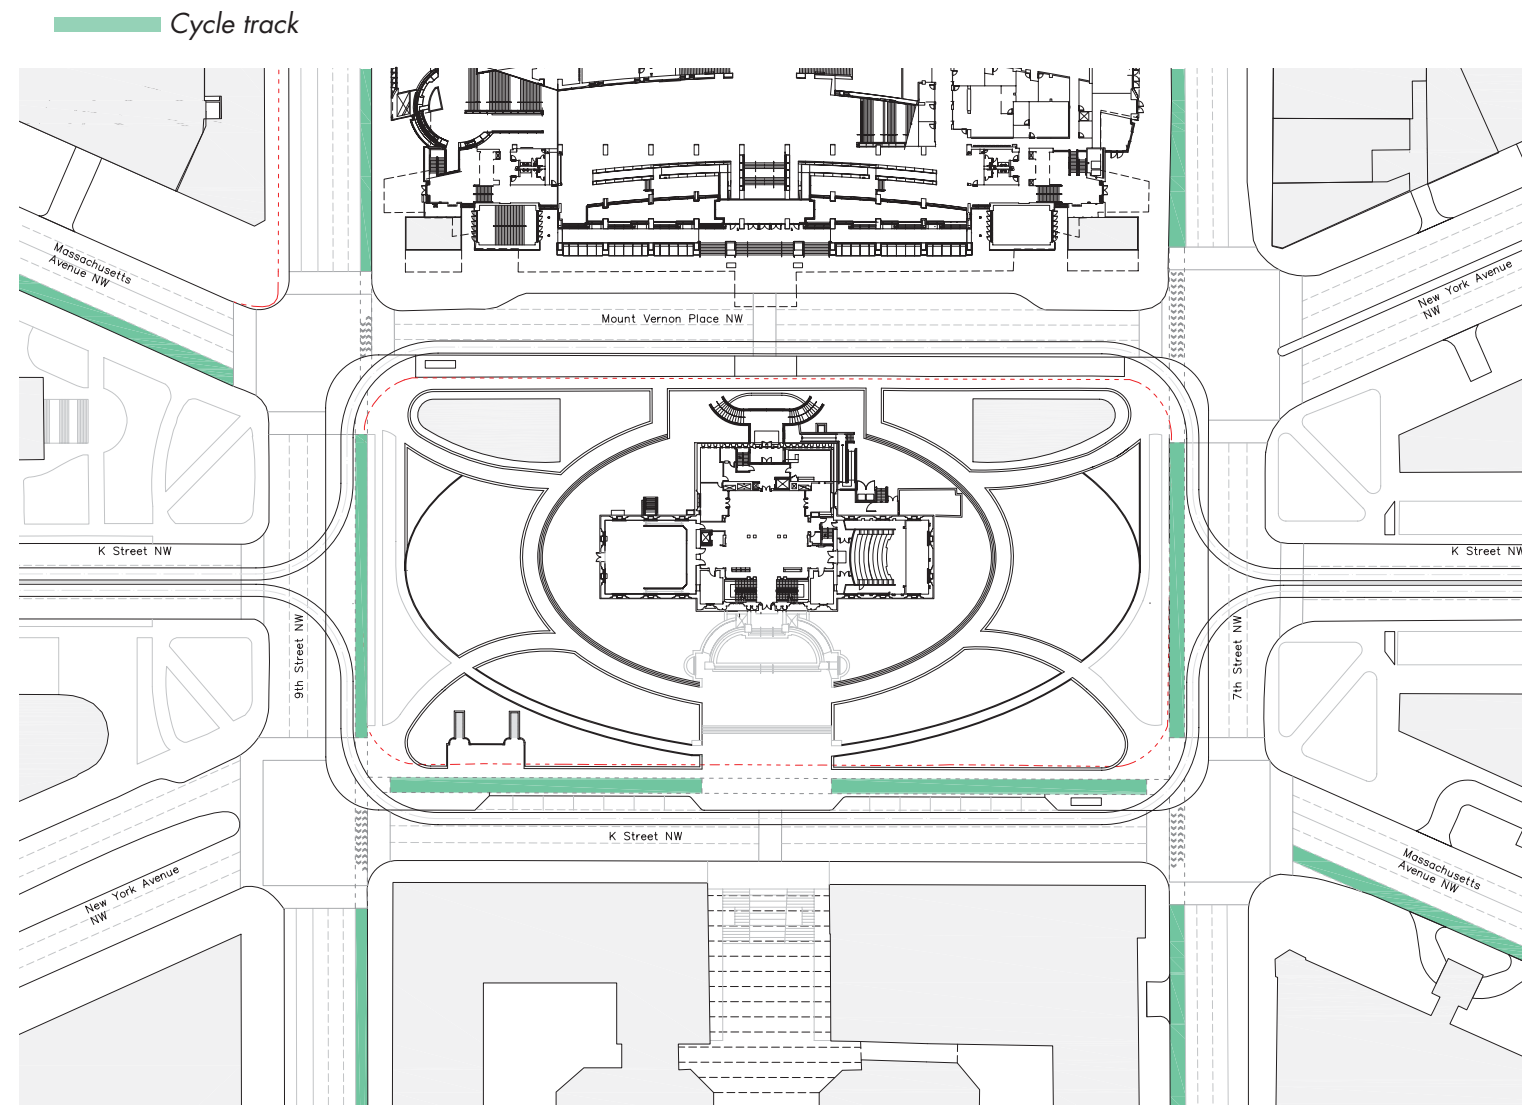 Cycle track
Massachusetts
Avenue NW
New York Avenue
NW
Mount Vernon Place NW
K Street NW
K Street NW
9th Street NW
7th Street NW
K Street NW
New York Avenue
NW
Massachusetts
Avenue NW